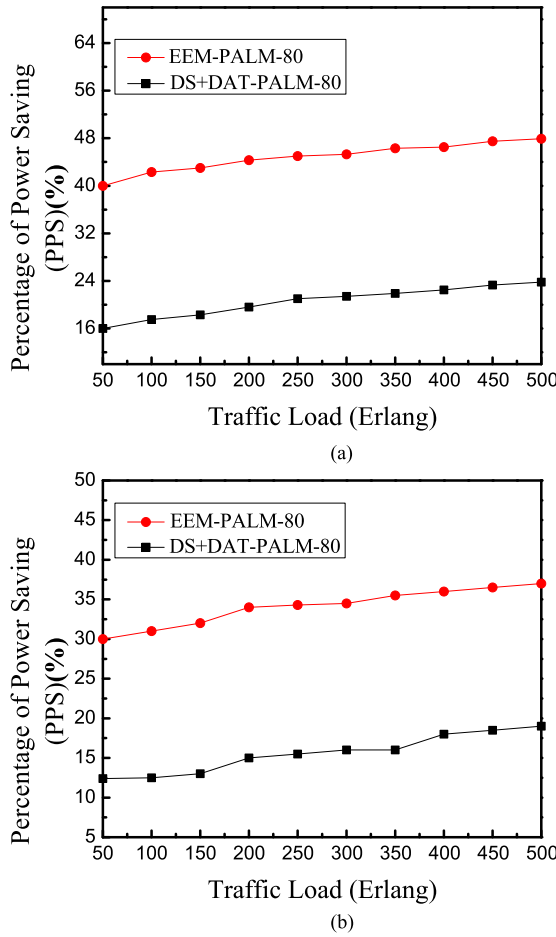 Percentage of Power Saving
(PPS)(%)
64
56
48
40
32
24
16
EEM-PALM-80
DS+DAT-PALM-80
50 100 150 200 250 300 350 400 450 500
Traffic Load (Erlang)
(a)
Percentage of Power Saving
(PPS)(%)
50
45
40
35
30
25
20
15
10
5
EEM-PALM-80
DS+DAT-PALM-80
50 100 150 200 250 300 350 400 450 500
Traffic Load (Erlang)
(b)